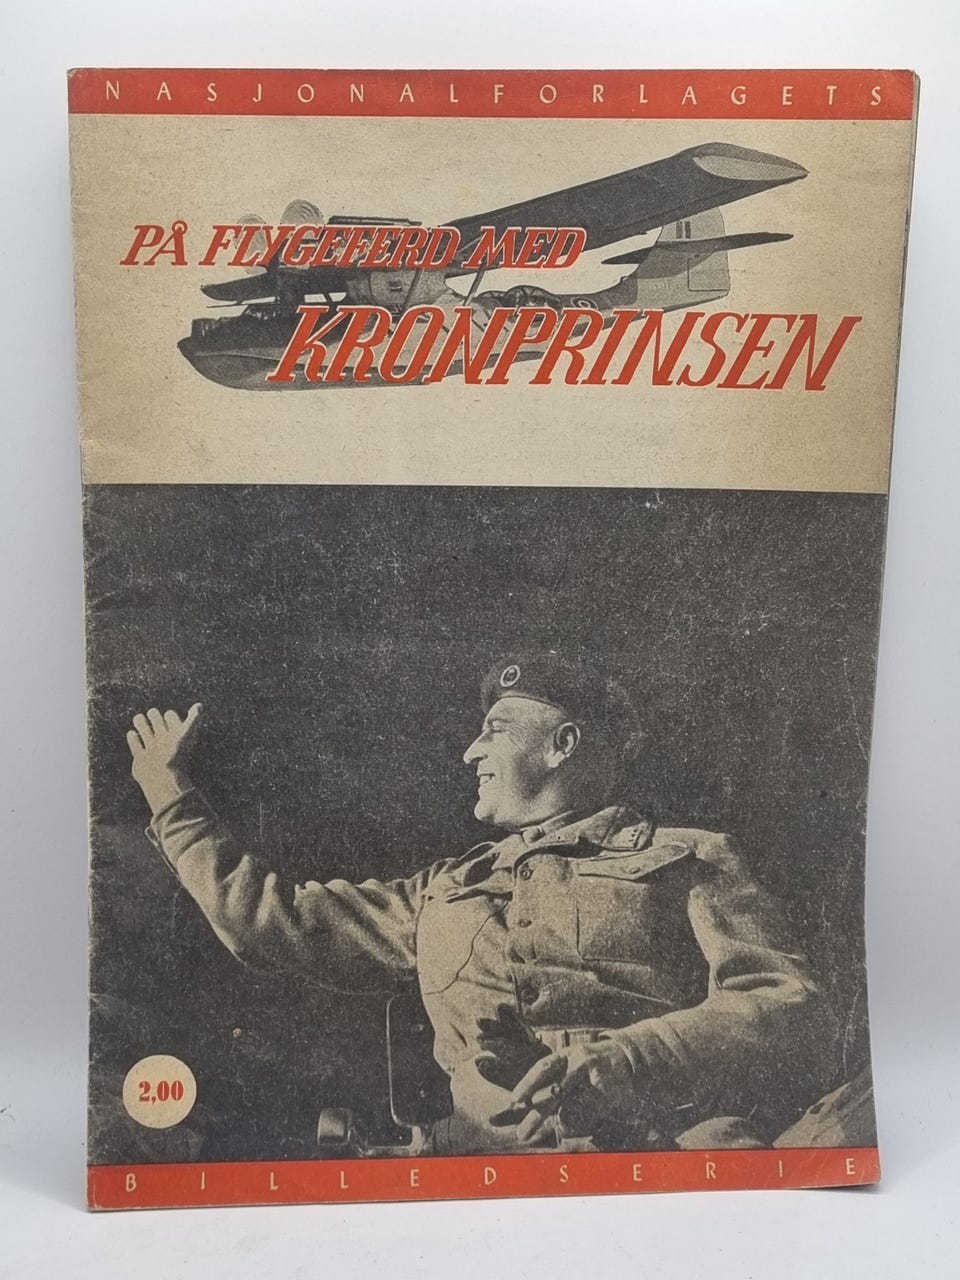 NASJONALFORLAGETS
PÅ FLYGEFERD MED
KRONPRINSEN
2,00
BILLEDSERIE